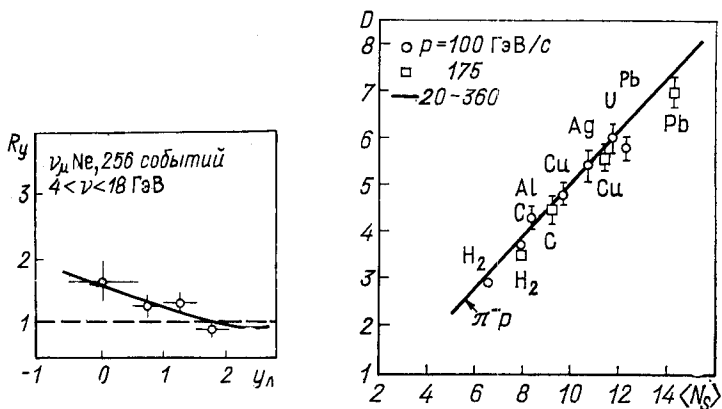 R_y
ν_μ Ne, 256 событий
4 < ν < 18 ГэВ
3
2
1
-1 0 1 2 y_л
D
8
7
6
5
4
3
2
1
○ p=100 ГэВ/c
□ 175
— 20–360
U Pb
Ag Pb
Cu Cu
Al
C C
H₂ H₂
π⁻p
2 4 6 8 10 12 14 ⟨N_s⟩